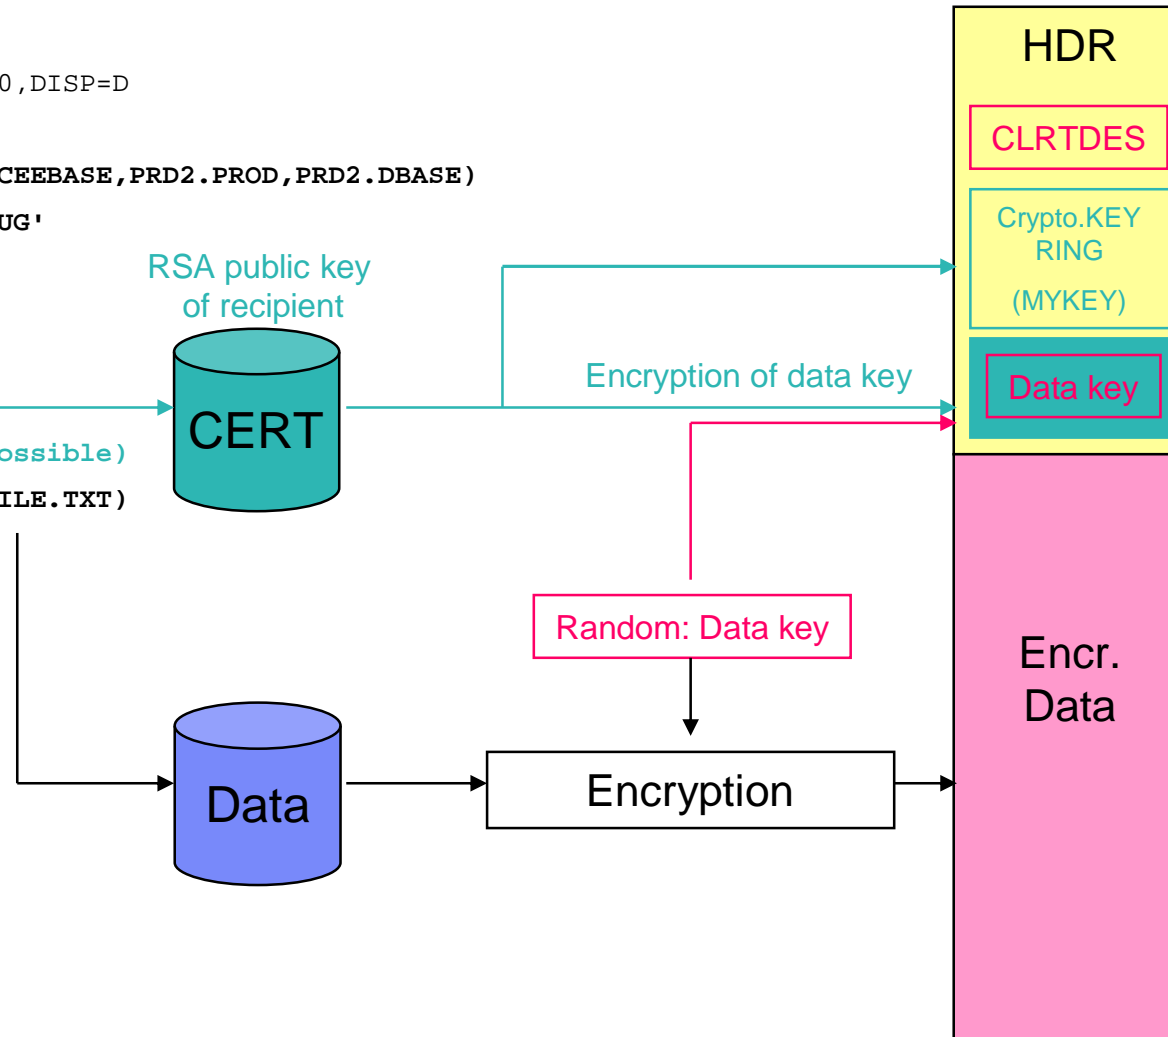 HDR
0,DISP=D
CLRTDES
CEEBASE,PRD2.PROD,PRD2.DBASE)
UG'
Crypto.KEY
RING
(MYKEY)
RSA public key
of recipient
Encryption of data key
Data key
CERT
ossible)
ILE.TXT)
Random: Data key
Encr.
Data
Data
Encryption